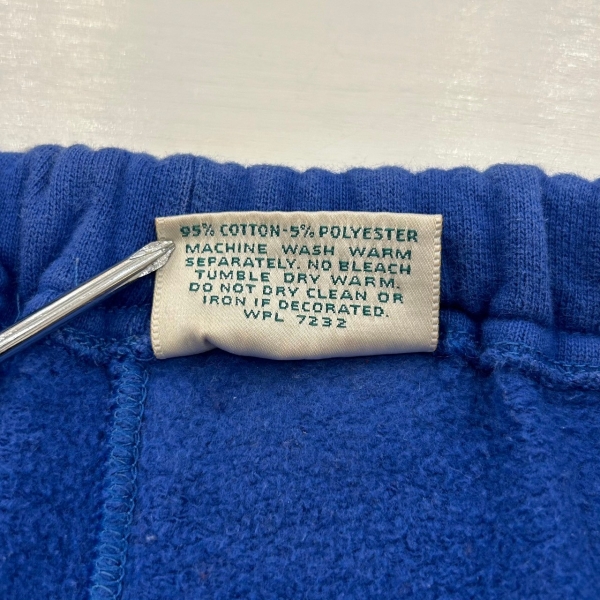 95% COTTON-5% POLYESTER
MACHINE WASH WARM
SEPARATELY. NO BLEACH
TUMBLE DRY WARM.
DO NOT DRY CLEAN OR
IRON IF DECORATED.
WPL 7232